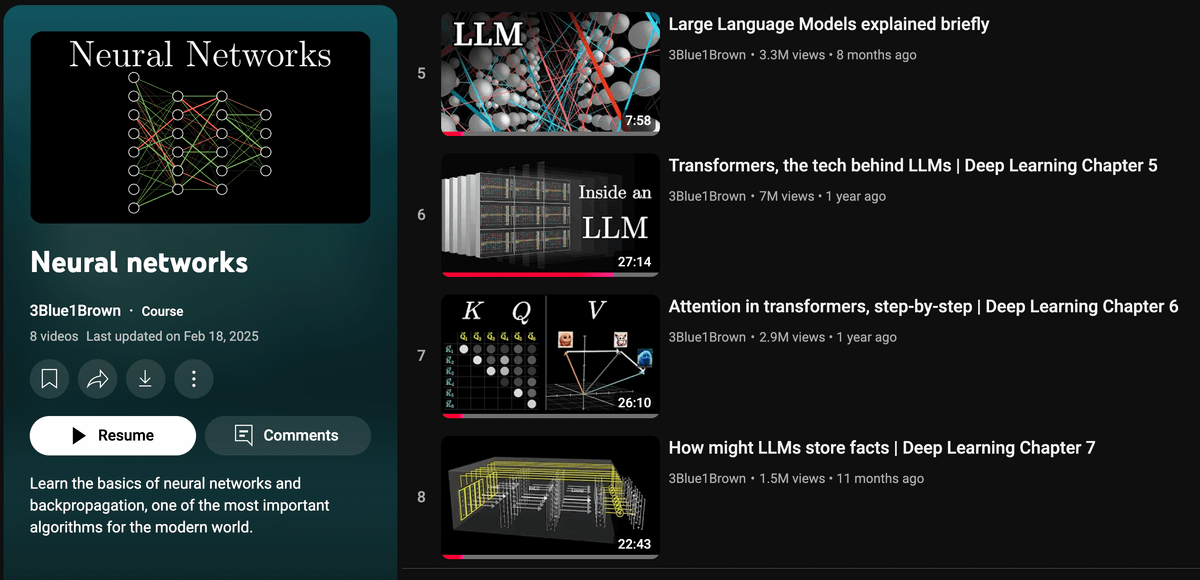 Neural Networks
Neural networks
3Blue1Brown · Course
8 videos Last updated on Feb 18, 2025
Resume
Comments
Learn the basics of neural networks and
backpropagation, one of the most important
algorithms for the modern world.
5
LLM
7:58
Large Language Models explained briefly
3Blue1Brown • 3.3M views • 8 months ago
6
Inside an
LLM
27:14
Transformers, the tech behind LLMs | Deep Learning Chapter 5
3Blue1Brown • 7M views • 1 year ago
7
K Q V
26:10
Attention in transformers, step-by-step | Deep Learning Chapter 6
3Blue1Brown • 2.9M views • 1 year ago
8
22:43
How might LLMs store facts | Deep Learning Chapter 7
3Blue1Brown • 1.5M views • 11 months ago